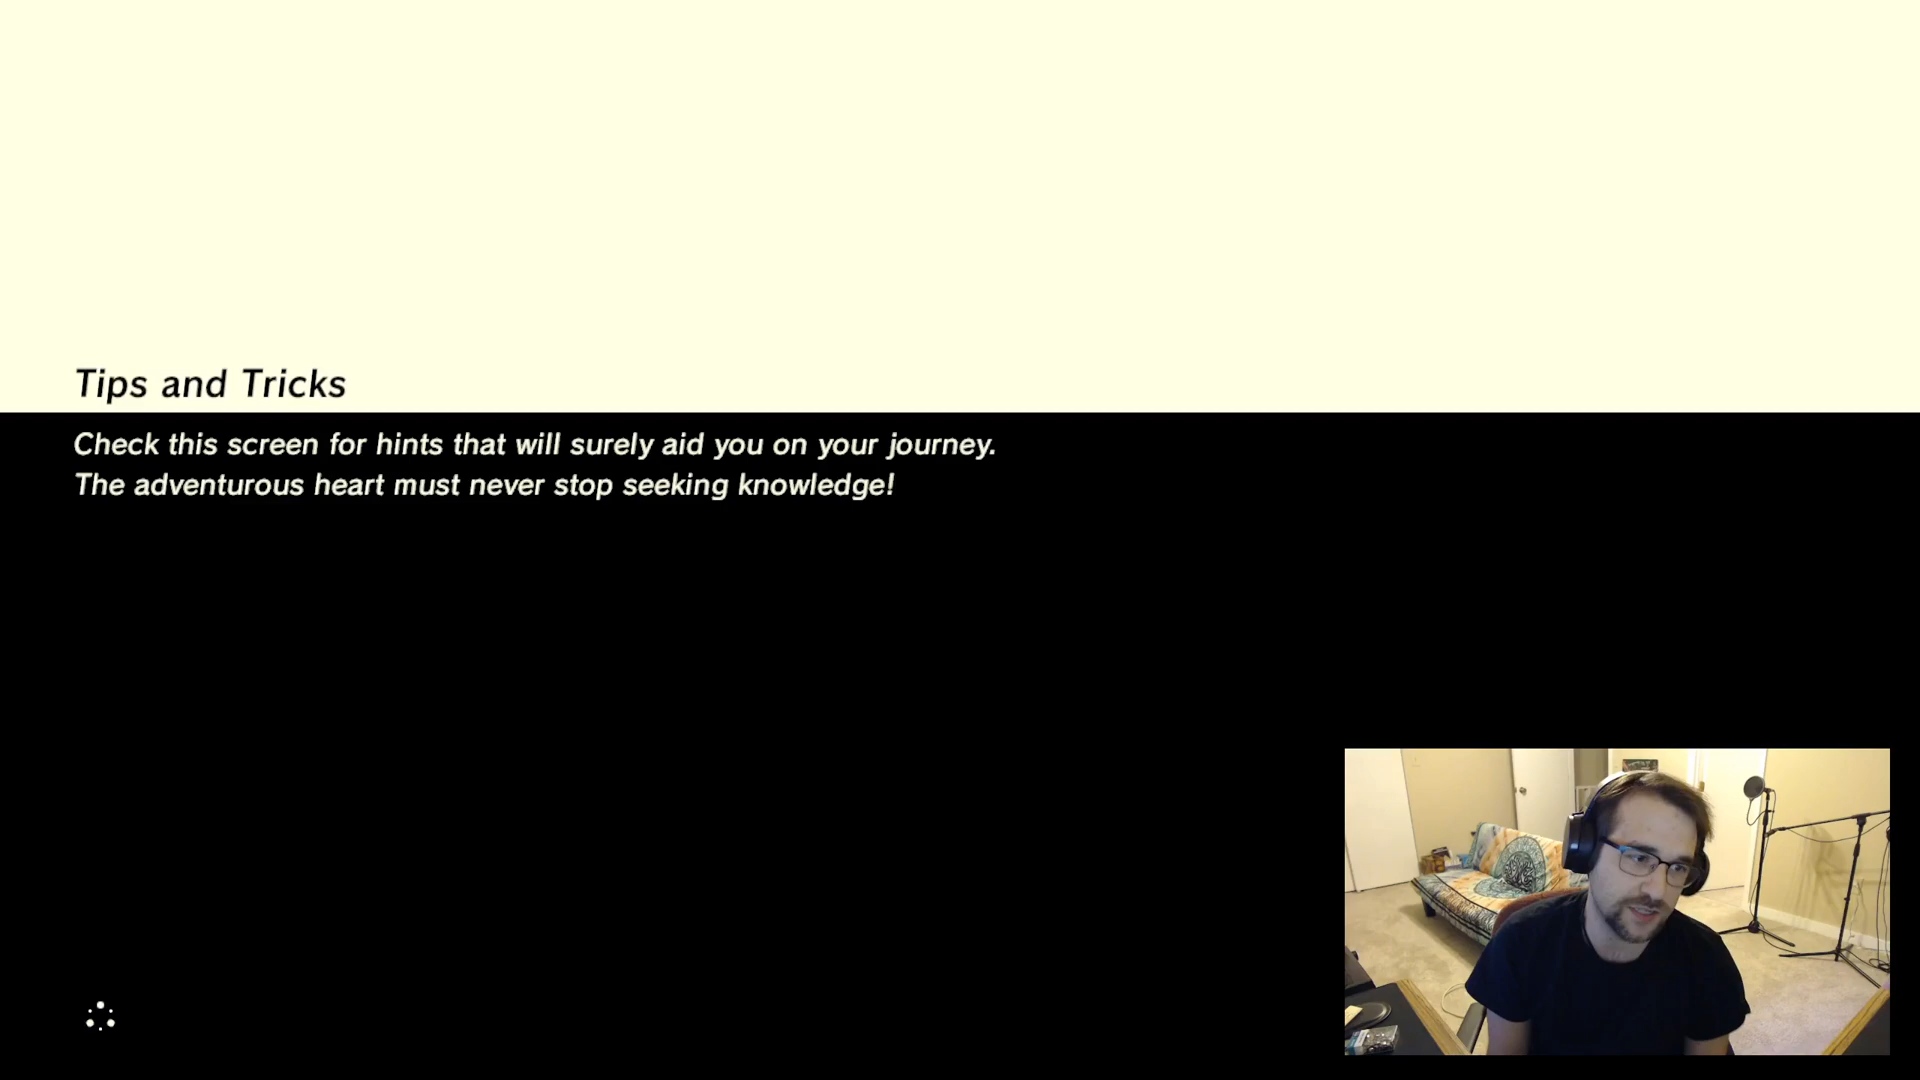 Tips and Tricks
Check this screen for hints that will surely aid you on your journey.
The adventurous heart must never stop seeking knowledge!